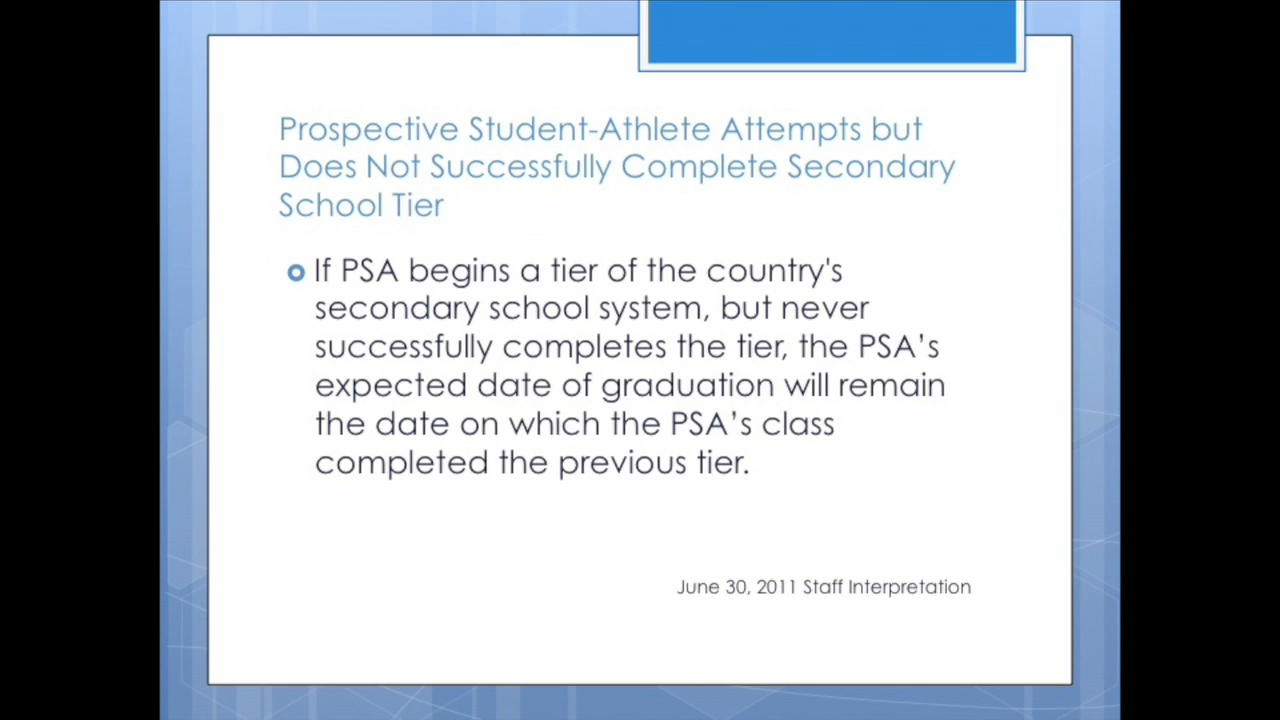 Prospective Student-Athlete Attempts but
Does Not Successfully Complete Secondary
School Tier
If PSA begins a tier of the country's
secondary school system, but never
successfully completes the tier, the PSA’s
expected date of graduation will remain
the date on which the PSA’s class
completed the previous tier.
June 30, 2011 Staff Interpretation